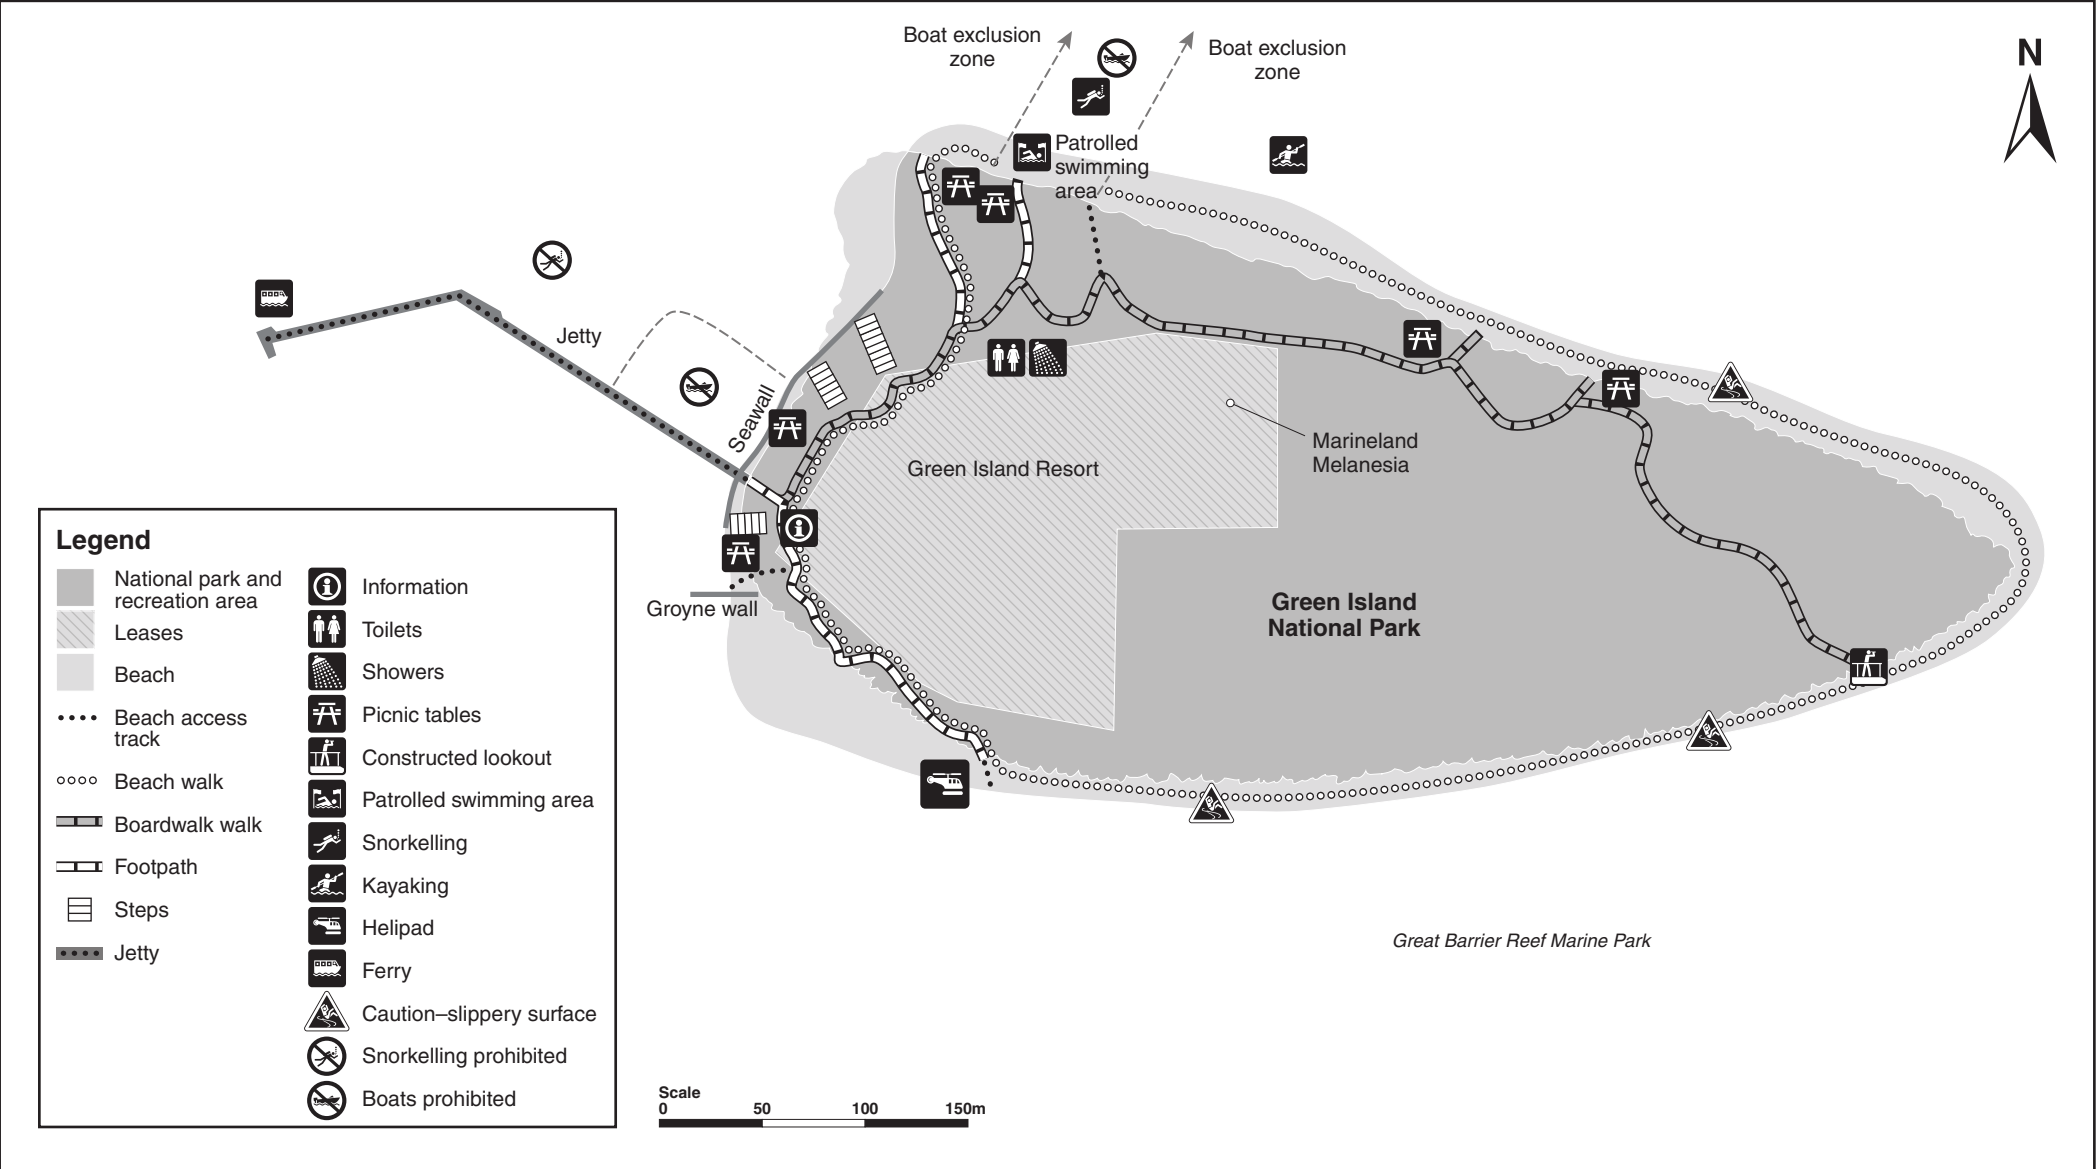 Boat exclusion
zone
Boat exclusion
zone
N
Patrolled
swimming
area
Jetty
Seawall
Marineland
Melanesia
Green Island Resort
Groyne wall
Green Island
National Park
Great Barrier Reef Marine Park
Legend
National park and
recreation area
Leases
Beach
Beach access
track
Beach walk
Boardwalk walk
Footpath
Steps
Jetty
Information
Toilets
Showers
Picnic tables
Constructed lookout
Patrolled swimming area
Snorkelling
Kayaking
Helipad
Ferry
Caution–slippery surface
Snorkelling prohibited
Boats prohibited
Scale
0 50 100 150m